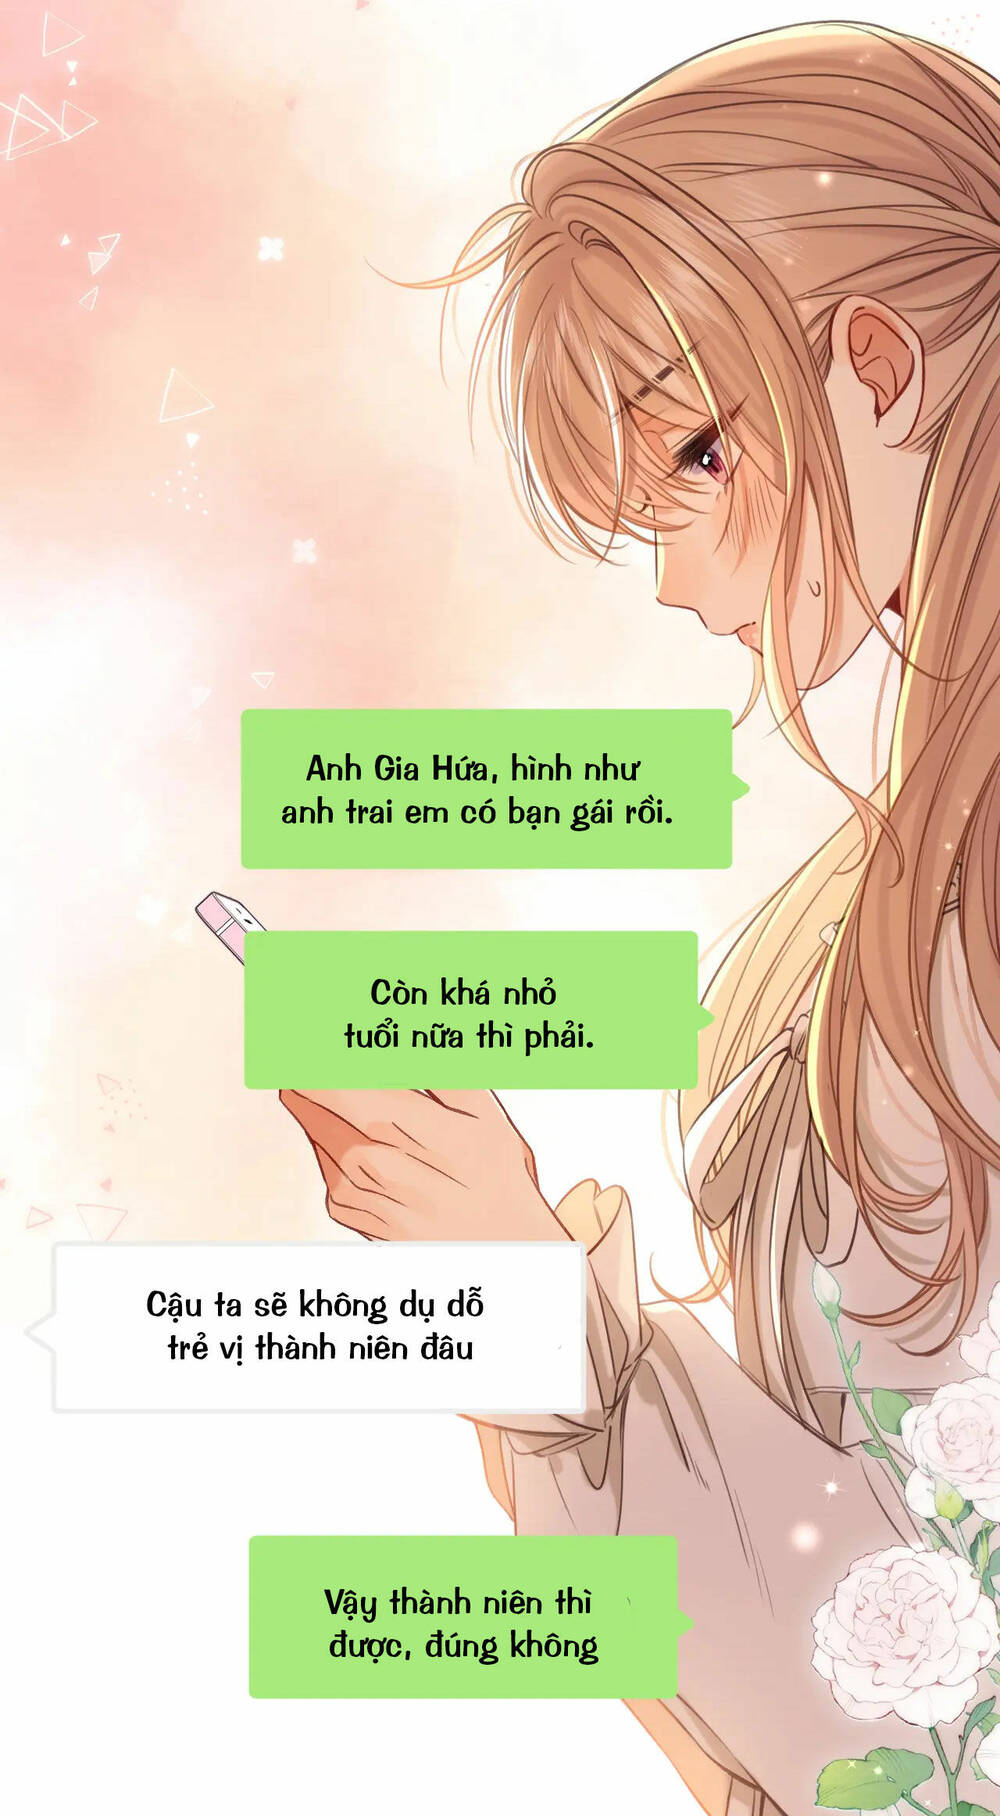 Anh Gia Hứa, hình như
anh trai em có bạn gái rồi.
Còn khá nhỏ
tuổi nữa thì phải.
Cậu ta sẽ không dụ dỗ
trẻ vị thành niên đâu
Vậy thành niên thì
được, đúng không